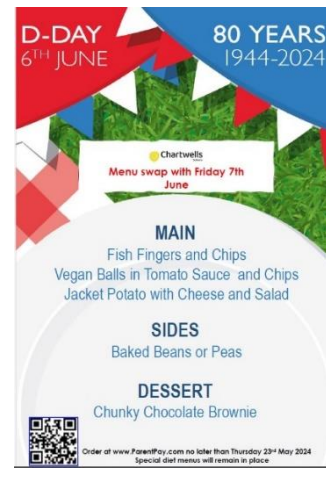 D-DAY
6TH JUNE
80 YEARS
1944-2024
Chartwells
Menu swap with Friday 7th
June
MAIN
Fish Fingers and Chips
Vegan Balls in Tomato Sauce and Chips
Jacket Potato with Cheese and Salad
SIDES
Baked Beans or Peas
DESSERT
Chunky Chocolate Brownie
Order at www.ParentPay.com no later than Thursday 23rd May 2024
Special diet menus will remain in place